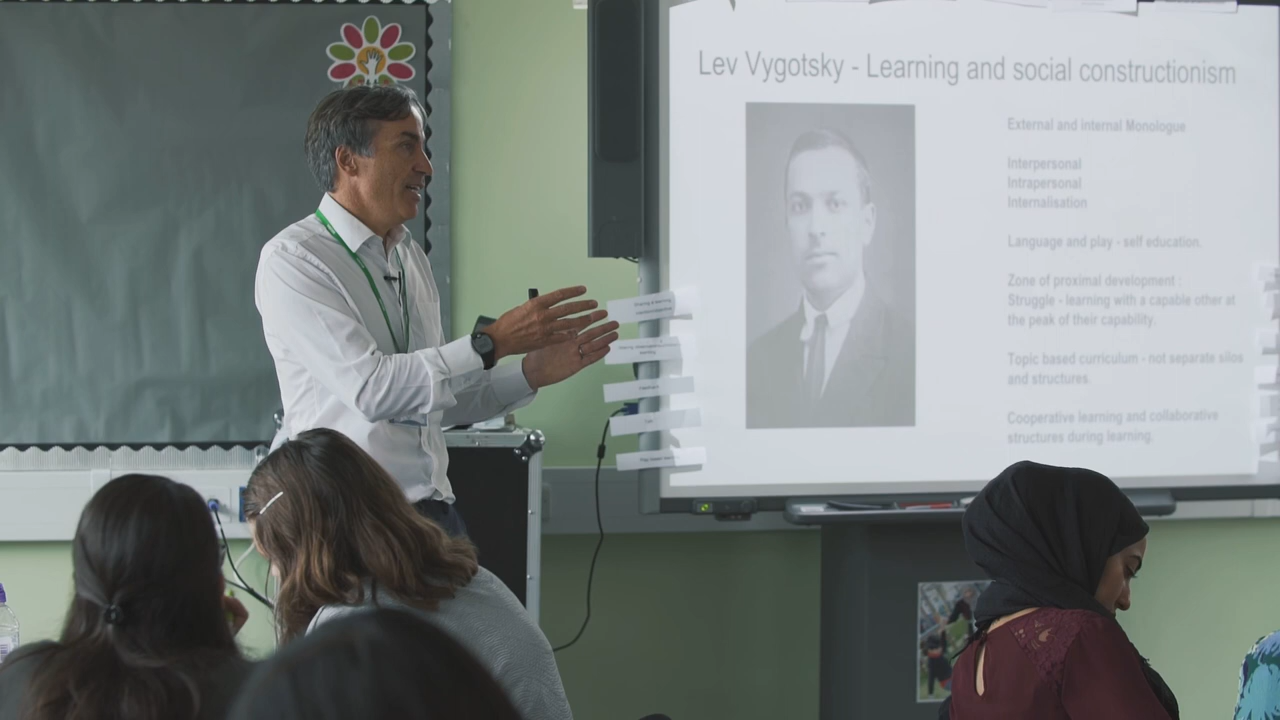 Lev Vygotsky - Learning and social constructionism
External and internal Monologue
Interpersonal
Intrapersonal
Internalisation
Language and play - self education.
Zone of proximal development :
Struggle - learning with a capable other at
the peak of their capability.
Topic based curriculum - not separate silos
and structures
Cooperative learning and collaborative
structures during learning.